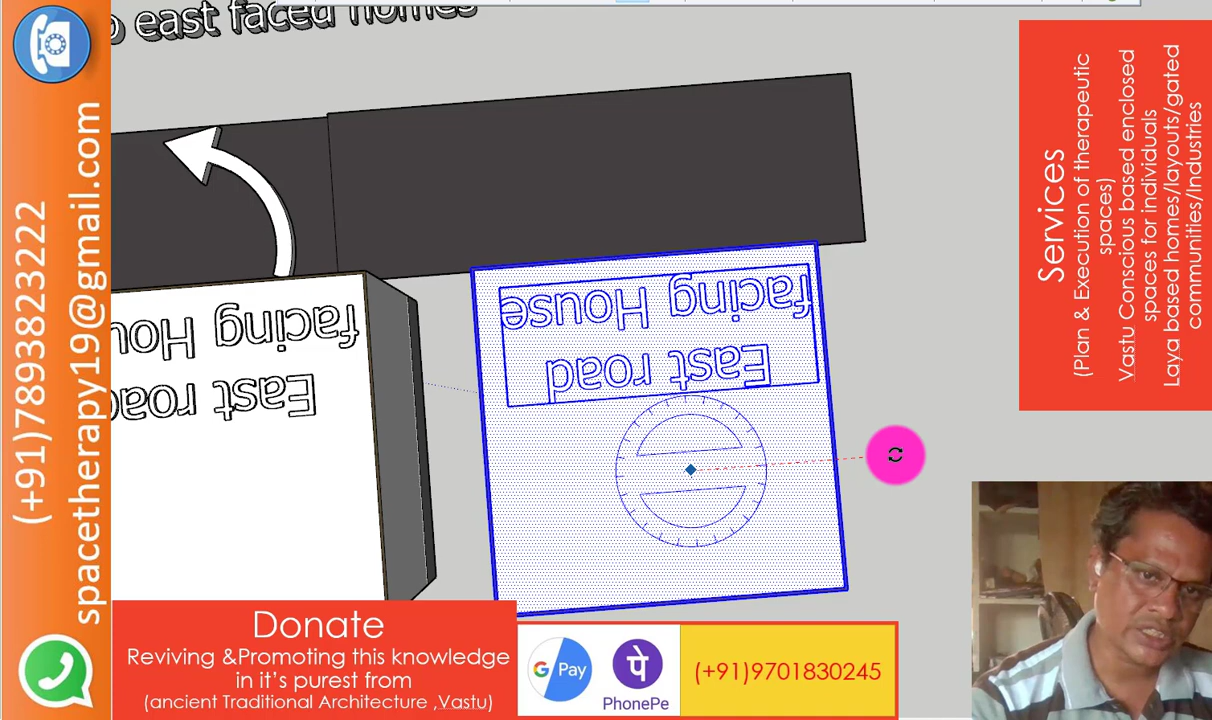 o east faced homes
(+91)7893823222
spacetherapy19@gmail.com
facing Hou
East road
facing House
East road
Services
(Plan & Execution of therapeutic
spaces)
Vastu Conscious based enclosed
spaces for individuals
Laya based homes/layouts/gated
communities/Industries
Donate
Reviving &Promoting this knowledge
in it's purest from
(ancient Traditional Architecture ,Vastu)
G Pay
पे
PhonePe
(+91)9701830245